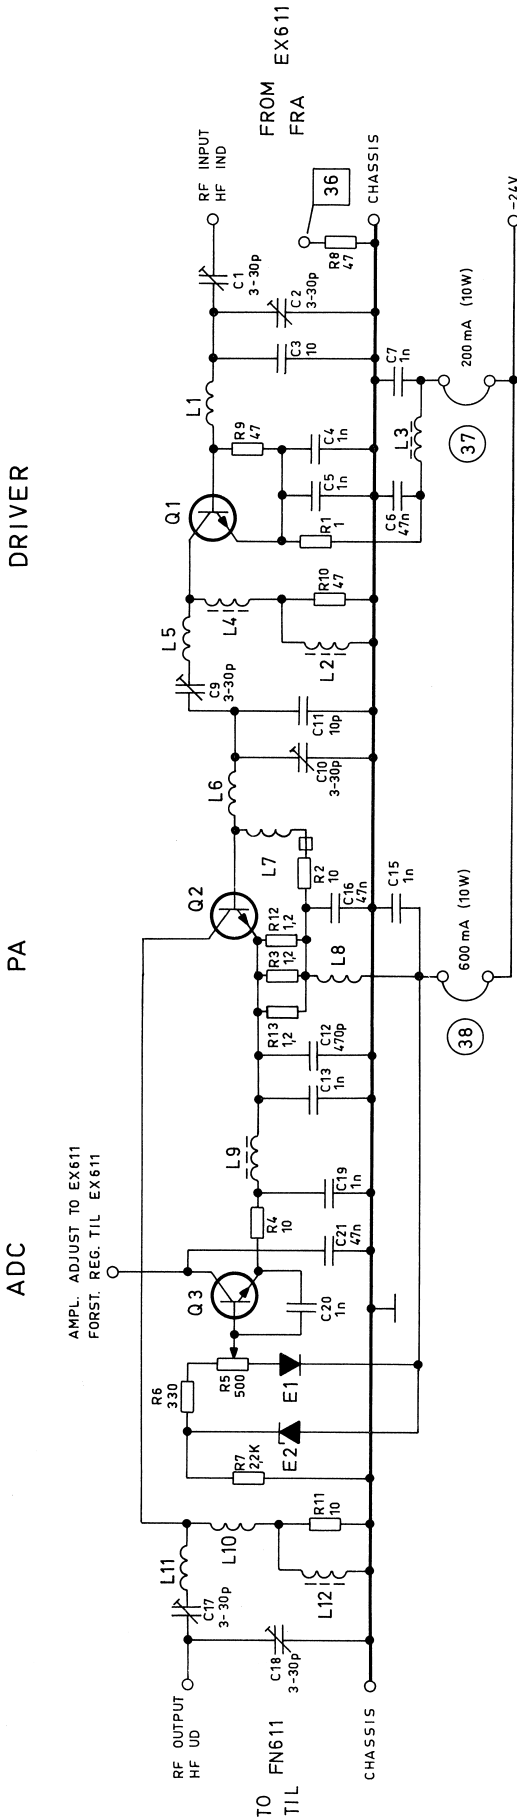 DRIVER
PA
ADC
FROM EX611
FRA
RF INPUT
HF IND
36
R8
47
CHASSIS
-24V
C1
3-30p
C2
3-30p
C3
10
L1
R9
47
C4
1n
C5
1n
R1
1
C7
1n
L3
C6
47n
200 mA (10W)
37
Q1
L5
C9
3-30p
L4
R10
47
L2
C11
10p
C10
3-30p
L6
L7
R2
10
Q2
R12
1,2
R3
1,2
R13
1,2
C16
47n
C15
1n
L8
600 mA (10W)
38
C12
470p
C13
1n
L9
C19
1n
R4
10
C21
47n
Q3
C20
1n
AMPL. ADJUST TO EX611
FORST. REG. TIL EX611
R6
330
R5
500
E1
E2
R7
2,2K
L10
R11
10
L12
L11
C17
3-30p
C18
3-30p
RF OUTPUT
HF UD
TO FN611
TIL
CHASSIS